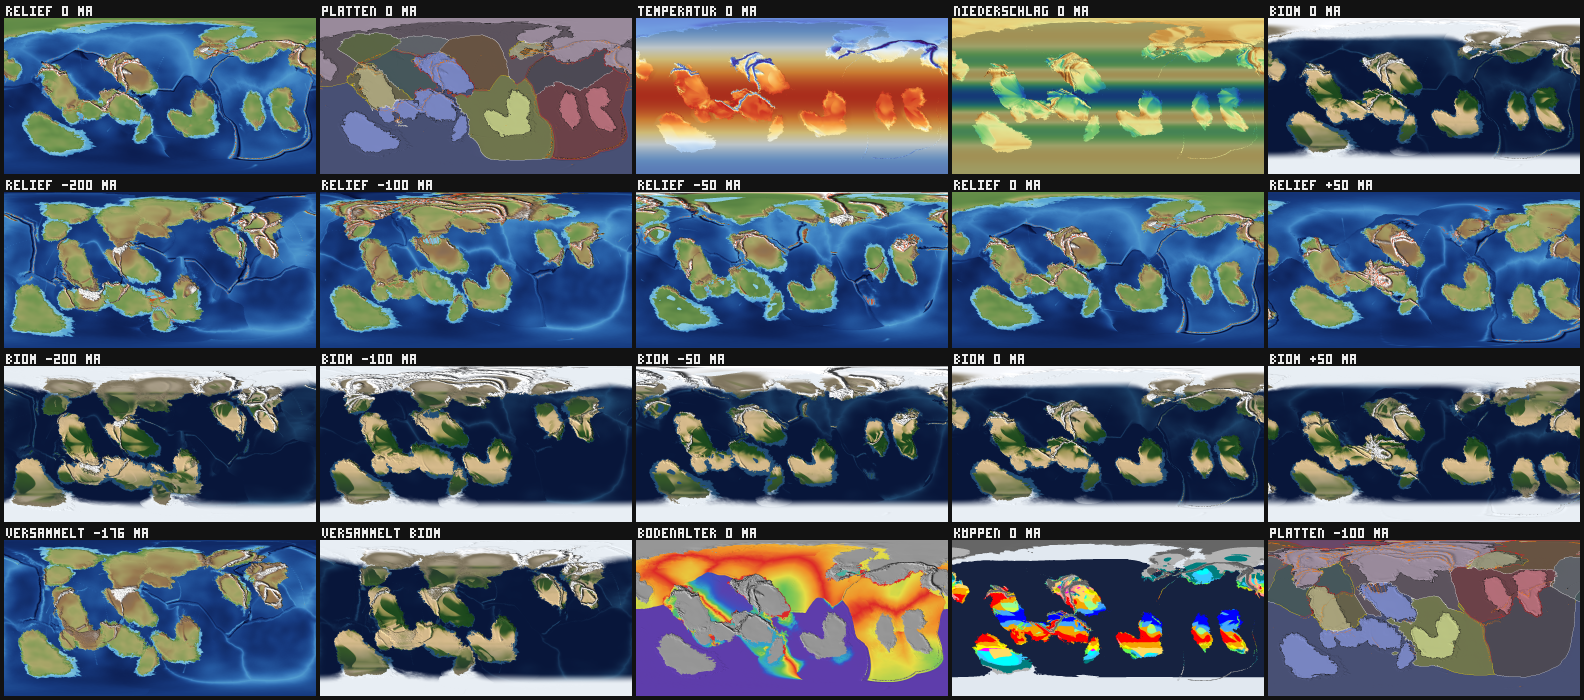 RELIEF 0 MA
PLATTEN 0 MA
TEMPERATUR 0 MA
NIEDERSCHLAG 0 MA
BIOM 0 MA
RELIEF -200 MA
RELIEF -100 MA
RELIEF -50 MA
RELIEF 0 MA
RELIEF +50 MA
BIOM -200 MA
BIOM -100 MA
BIOM -50 MA
BIOM 0 MA
BIOM +50 MA
VERSAMMELT -176 MA
VERSAMMELT BIOM
BODENALTER 0 MA
KOPPEN 0 MA
PLATTEN -100 MA